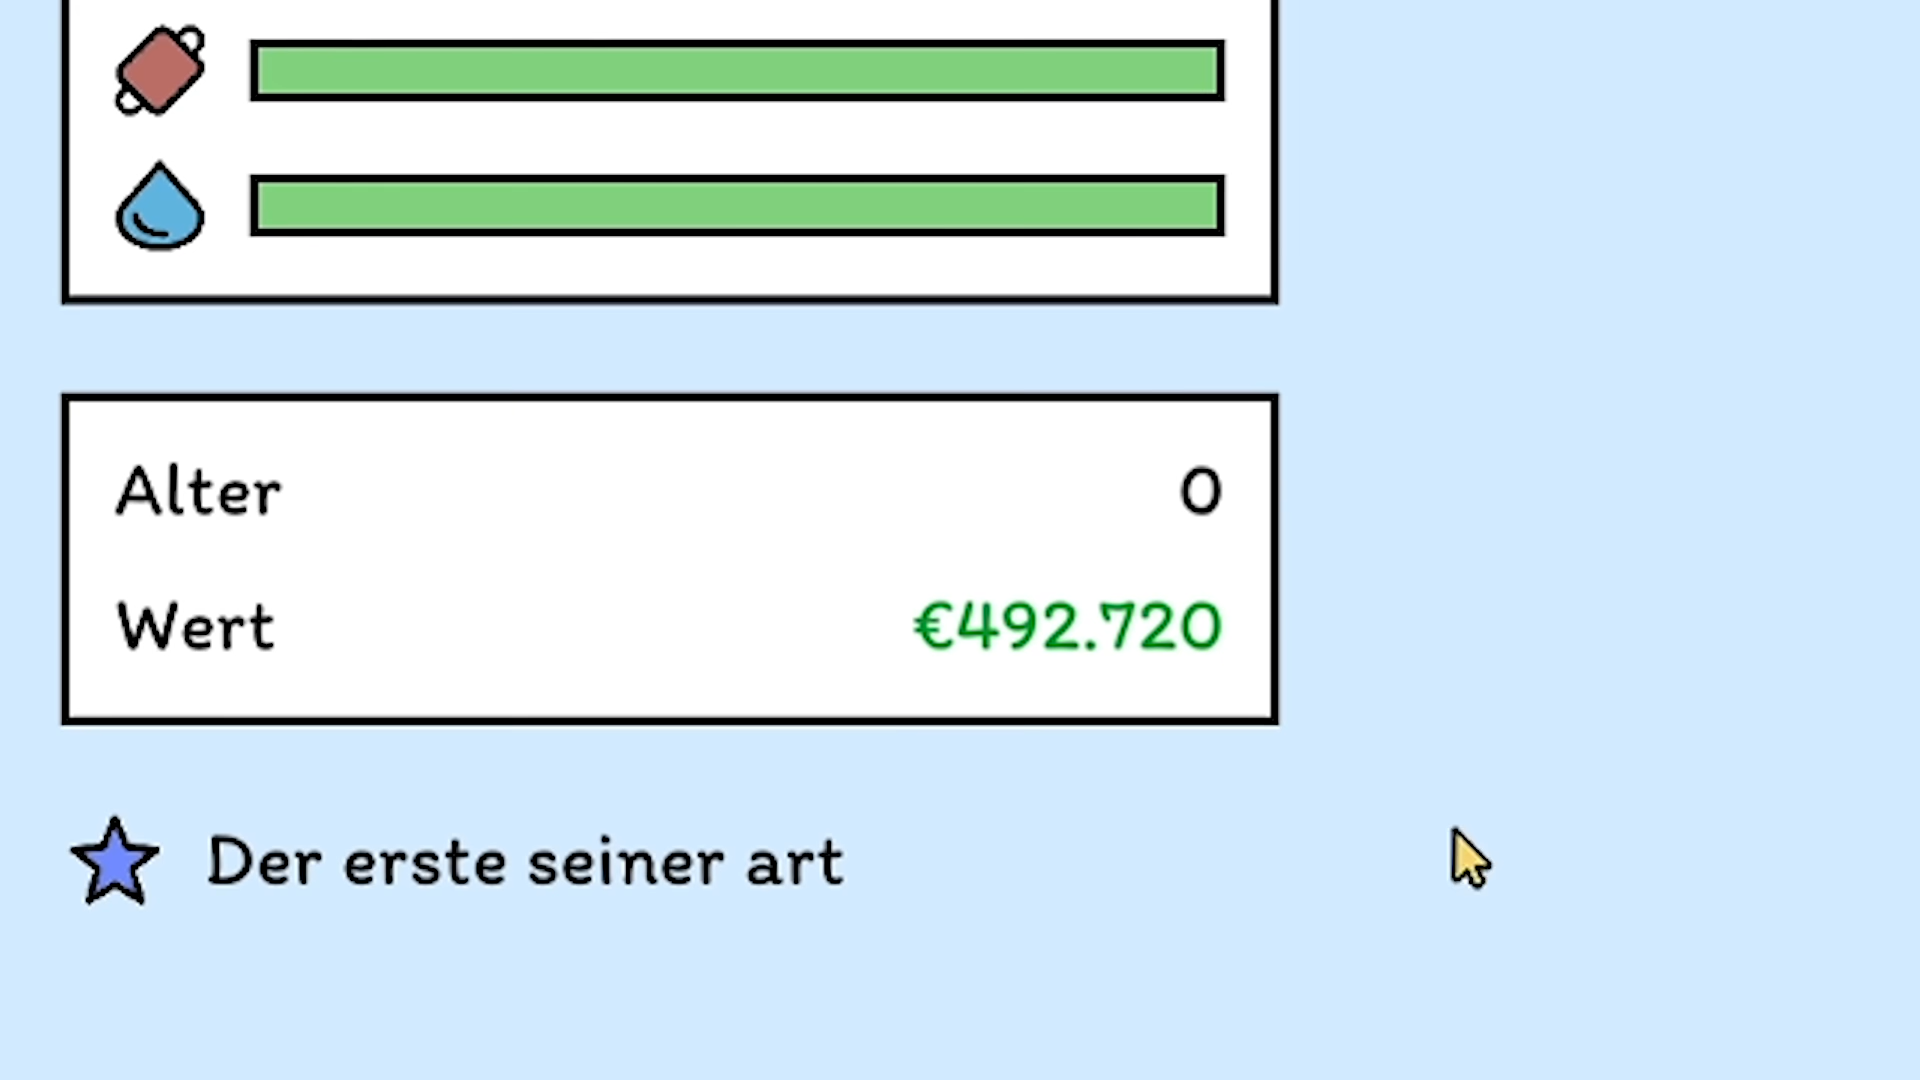 Alter 0
Wert €492.720
Der erste seiner art